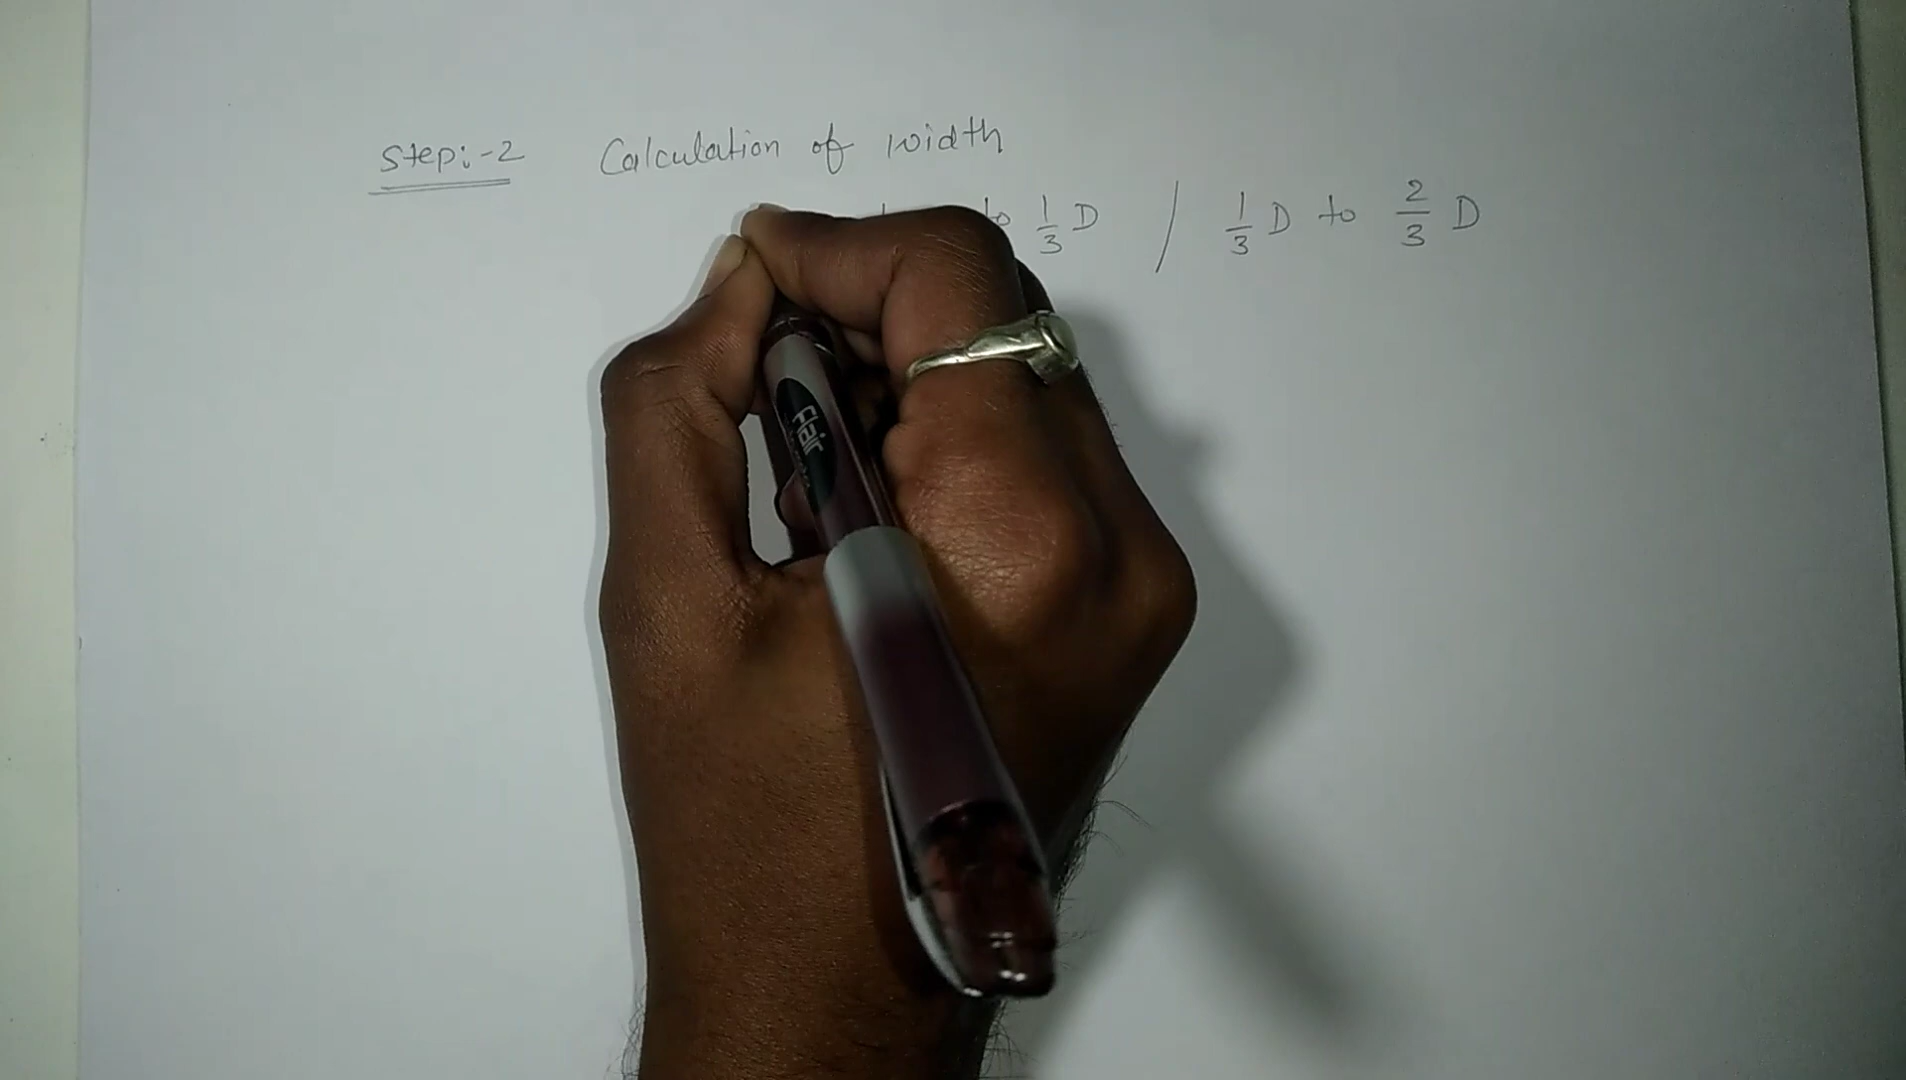 Step:-2 Calculation of width
to 1/3 D / 1/3 D to 2/3 D
Flair